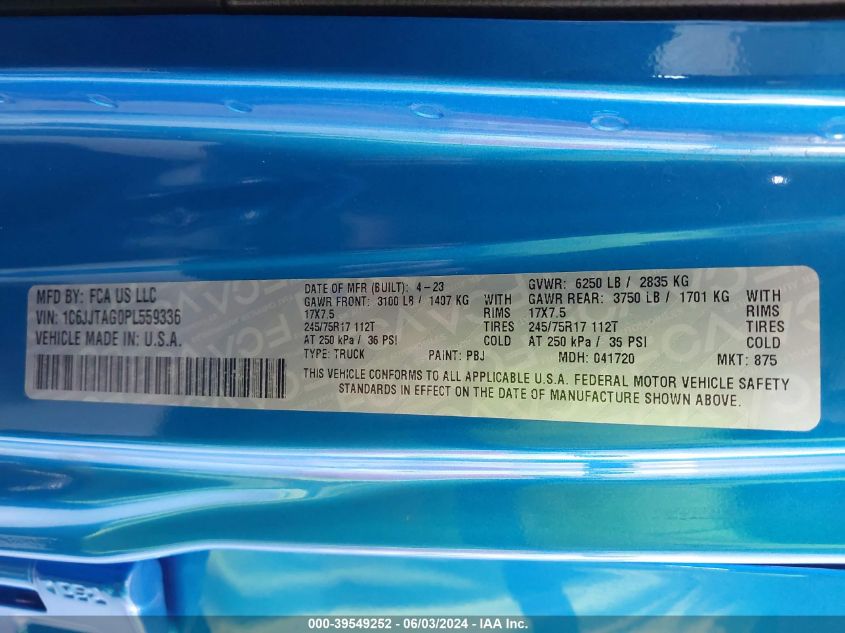 MFD BY: FCA US LLC
VIN: 1C6JJTAG0PL559336
VEHICLE MADE IN: U.S.A.
DATE OF MFR (BUILT): 4-23
GAWR FRONT: 3100 LB / 1407 KG WITH
17X7.5 RIMS
245/75R17 112T TIRES
AT 250 kPa / 36 PSI COLD
TYPE: TRUCK PAINT: PBJ
GVWR: 6250 LB / 2835 KG
GAWR REAR: 3750 LB / 1701 KG WITH
17X7.5 RIMS
245/75R17 112T TIRES
AT 250 kPa / 35 PSI COLD
MDH: 041720 MKT: 875
THIS VEHICLE CONFORMS TO ALL APPLICABLE U.S.A. FEDERAL MOTOR VEHICLE SAFETY
STANDARDS IN EFFECT ON THE DATE OF MANUFACTURE SHOWN ABOVE.
000-39549252 - 06/03/2024 - IAA Inc.